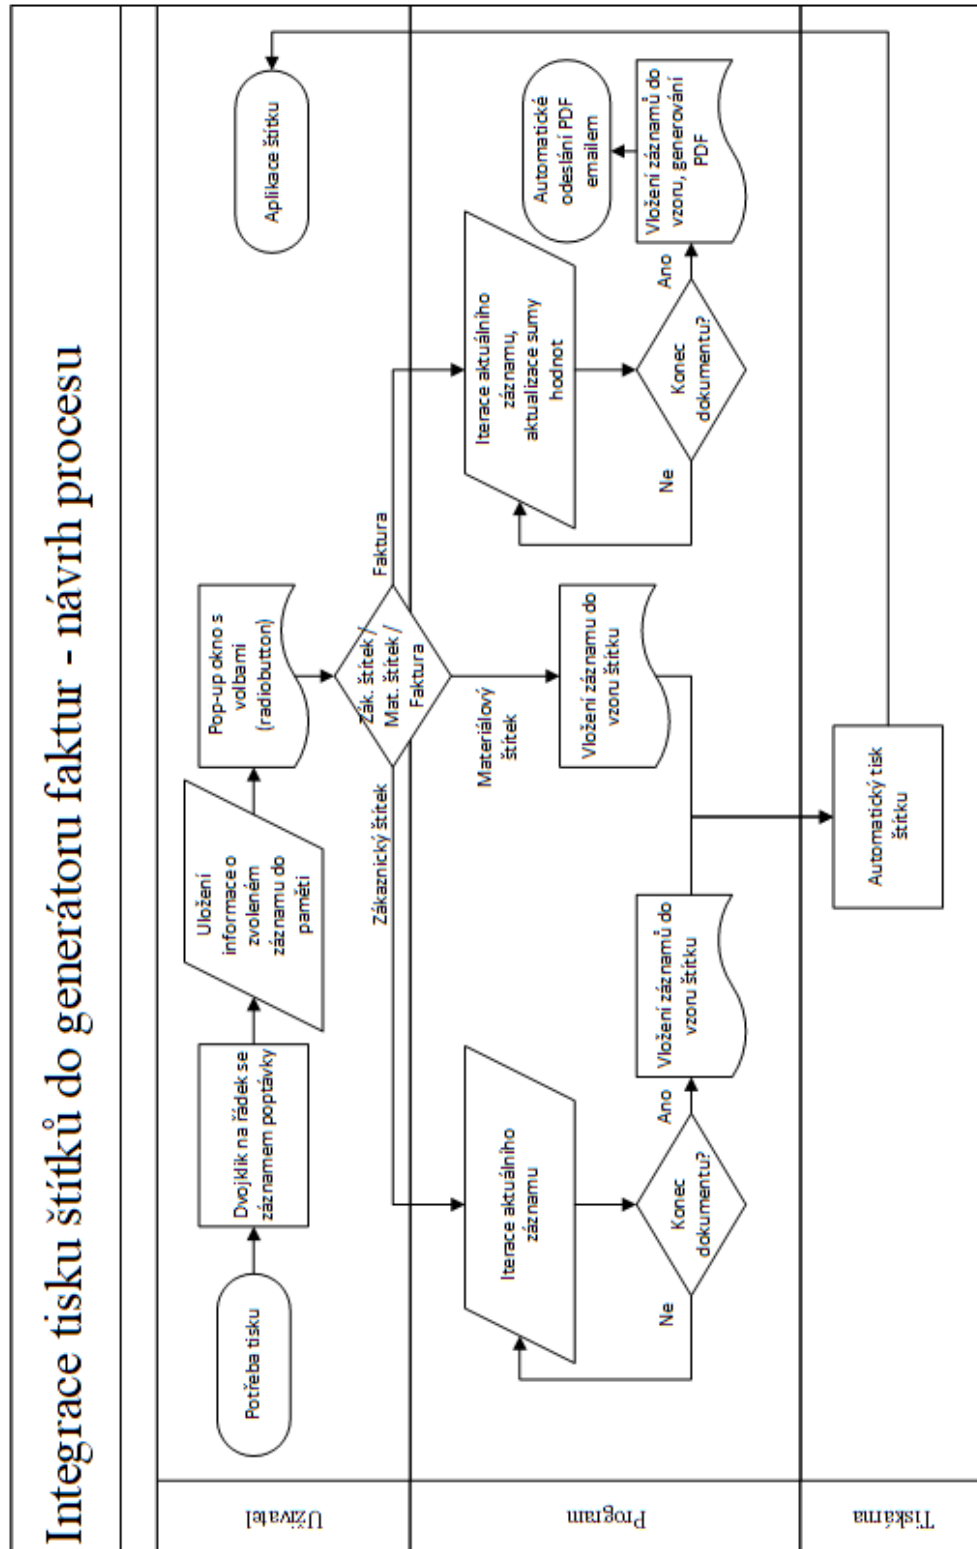 Integrace tisku štítků do generátoru faktur - návrh procesu
Uživatel
Potřeba tisku
Dvojklik na řádek se
záznamem poptávky
Uložení
informace o
zvoleném
záznamu do
paměti
Pop-up okno s
volbami
(radiobutton)
Zák. štítek /
Mat. štítek /
Faktura
Zákaznický štítek
Materiálový
štítek
Faktura
Aplikace štítku
Program
Iterace aktuálního
záznamu
Konec
dokumentu?
Ne
Ano
Vložení záznamů do
vzoru štítku
Vložení záznamu do
vzoru štítku
Iterace aktuálního
záznamu,
aktualizace sumy
hodnot
Konec
dokumentu?
Ne
Ano
Vložení záznamů do
vzoru, generování
PDF
Automatické
odeslání PDF
emailem
Tiskárna
Automatický tisk
štítku